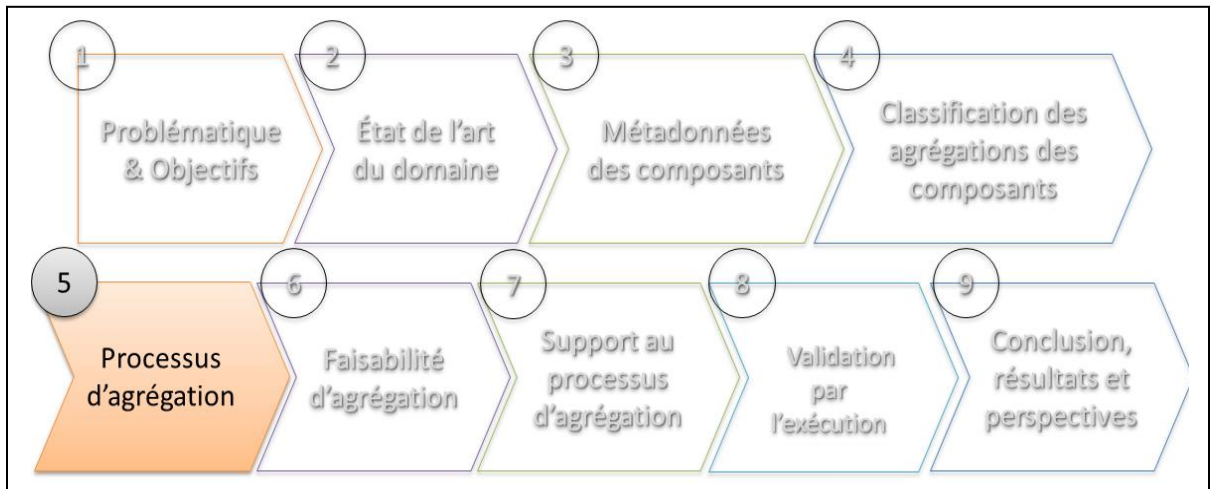 1
Problématique
& Objectifs
2
État de l'art
du domaine
3
Métadonnées
des composants
4
Classification des
agrégations des
composants
5
Processus
d'agrégation
6
Faisabilité
d'agrégation
7
Support au
processus
d'agrégation
8
Validation
par
l'exécution
9
Conclusion,
résultats et
perspectives